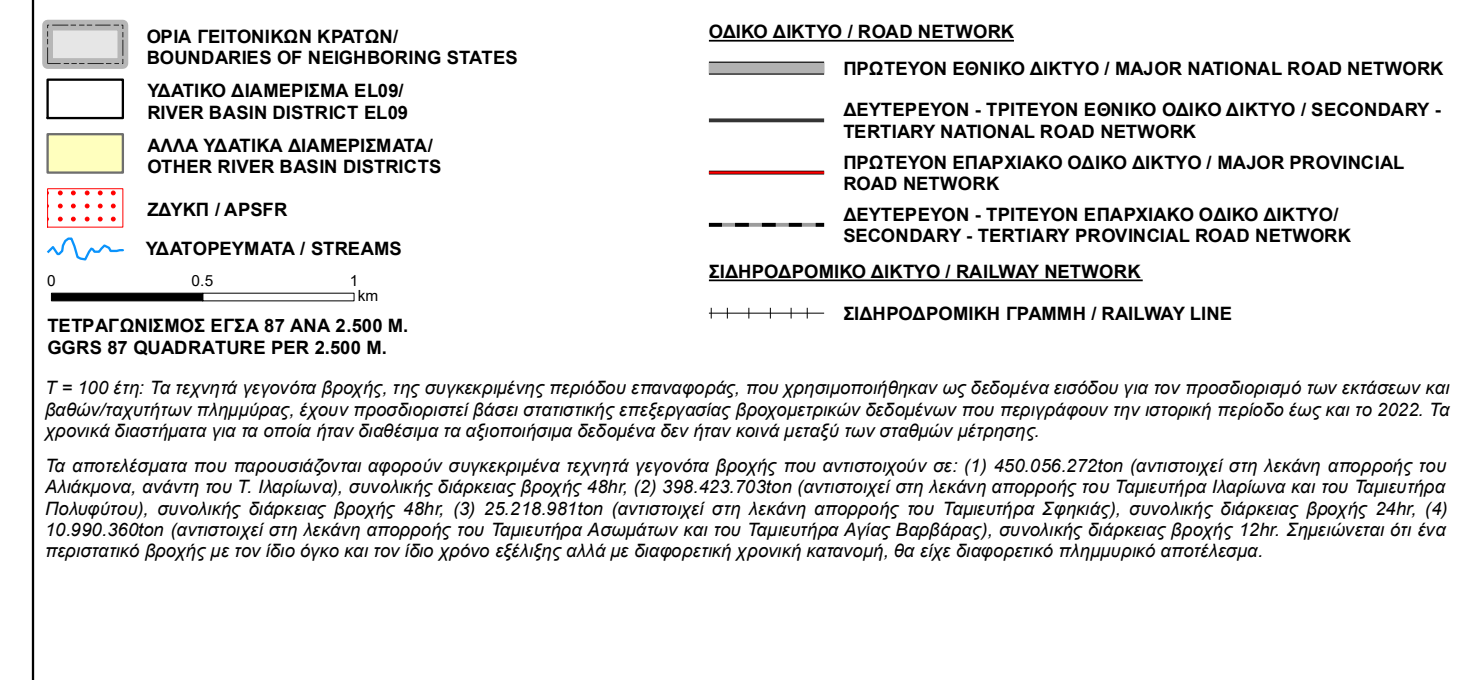 ΟΡΙΑ ΓΕΙΤΟΝΙΚΩΝ ΚΡΑΤΩΝ/
BOUNDARIES OF NEIGHBORING STATES
ΥΔΑΤΙΚΟ ΔΙΑΜΕΡΙΣΜΑ EL09/
RIVER BASIN DISTRICT EL09
ΑΛΛΑ ΥΔΑΤΙΚΑ ΔΙΑΜΕΡΙΣΜΑΤΑ/
OTHER RIVER BASIN DISTRICTS
ΖΔΥΚΠ / APSFR
ΥΔΑΤΟΡΕΥΜΑΤΑ / STREAMS
0 0.5 1
km
ΤΕΤΡΑΓΩΝΙΣΜΟΣ ΕΓΣΑ 87 ΑΝΑ 2.500 Μ.
GGRS 87 QUADRATURE PER 2.500 M.
ΟΔΙΚΟ ΔΙΚΤΥΟ / ROAD NETWORK
ΠΡΩΤΕΥΟΝ ΕΘΝΙΚΟ ΔΙΚΤΥΟ / MAJOR NATIONAL ROAD NETWORK
ΔΕΥΤΕΡΕΥΟΝ - ΤΡΙΤΕΥΟΝ ΕΘΝΙΚΟ ΟΔΙΚΟ ΔΙΚΤΥΟ / SECONDARY -
TERTIARY NATIONAL ROAD NETWORK
ΠΡΩΤΕΥΟΝ ΕΠΑΡΧΙΑΚΟ ΟΔΙΚΟ ΔΙΚΤΥΟ / MAJOR PROVINCIAL
ROAD NETWORK
ΔΕΥΤΕΡΕΥΟΝ - ΤΡΙΤΕΥΟΝ ΕΠΑΡΧΙΑΚΟ ΟΔΙΚΟ ΔΙΚΤΥΟ/
SECONDARY - TERTIARY PROVINCIAL ROAD NETWORK
ΣΙΔΗΡΟΔΡΟΜΙΚΟ ΔΙΚΤΥΟ / RAILWAY NETWORK
ΣΙΔΗΡΟΔΡΟΜΙΚΗ ΓΡΑΜΜΗ / RAILWAY LINE
T = 100 έτη: Τα τεχνητά γεγονότα βροχής, της συγκεκριμένης περιόδου επαναφοράς, που χρησιμοποιήθηκαν ως δεδομένα εισόδου για τον προσδιορισμό των εκτάσεων και
βαθών/ταχυτήτων πλημμύρας, έχουν προσδιοριστεί βάσει στατιστικής επεξεργασίας βροχομετρικών δεδομένων που περιγράφουν την ιστορική περίοδο έως και το 2022. Τα
χρονικά διαστήματα για τα οποία ήταν διαθέσιμα τα αξιοποιήσιμα δεδομένα δεν ήταν κοινά μεταξύ των σταθμών μέτρησης.
Τα αποτελέσματα που παρουσιάζονται αφορούν συγκεκριμένα τεχνητά γεγονότα βροχής που αντιστοιχούν σε: (1) 450.056.272ton (αντιστοιχεί στη λεκάνη απορροής του
Αλιάκμονα, ανάντη του Τ. Ιλαρίωνα), συνολικής διάρκειας βροχής 48hr, (2) 398.423.703ton (αντιστοιχεί στη λεκάνη απορροής του Ταμιευτήρα Ιλαρίωνα και του Ταμιευτήρα
Πολυφύτου), συνολικής διάρκειας βροχής 48hr, (3) 25.218.981ton (αντιστοιχεί στη λεκάνη απορροής του Ταμιευτήρα Σφηκιάς), συνολικής διάρκειας βροχής 24hr, (4)
10.990.360ton (αντιστοιχεί στη λεκάνη απορροής του Ταμιευτήρα Ασωμάτων και του Ταμιευτήρα Αγίας Βαρβάρας), συνολικής διάρκειας βροχής 12hr. Σημειώνεται ότι ένα
περιστατικό βροχής με τον ίδιο όγκο και τον ίδιο χρόνο εξέλιξης αλλά με διαφορετική χρονική κατανομή, θα είχε διαφορετικό πλημμυρικό αποτέλεσμα.